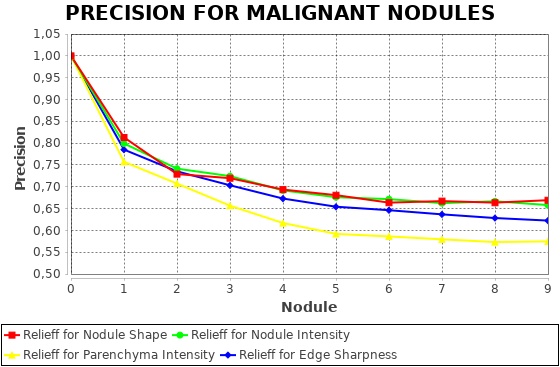 PRECISION FOR MALIGNANT NODULES
1,05
1,00
0,95
0,90
0,85
0,80
0,75
0,70
0,65
0,60
0,55
0,50
Precision
0 1 2 3 4 5 6 7 8 9
Nodule
Relieff for Nodule Shape Relieff for Nodule Intensity
Relieff for Parenchyma Intensity Relieff for Edge Sharpness